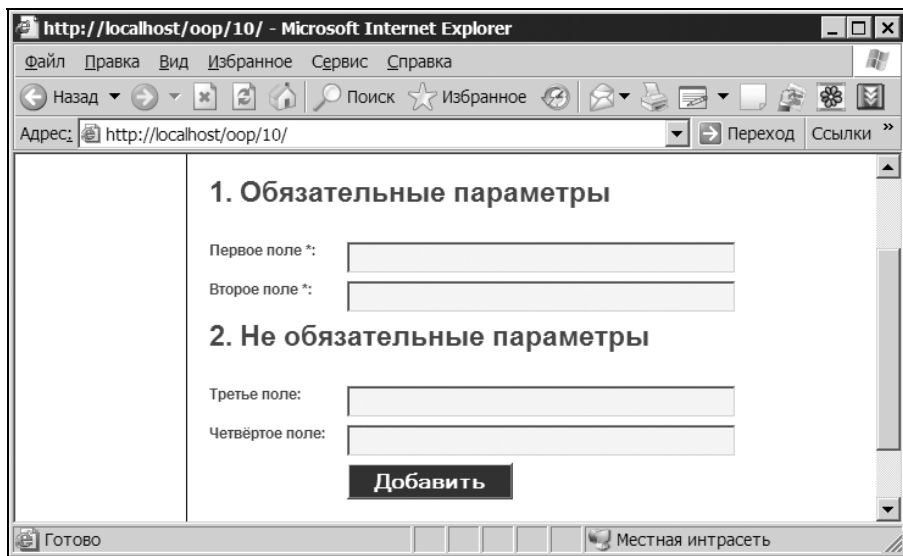 http://localhost/oop/10/ - Microsoft Internet Explorer
Файл Правка Вид Избранное Сервис Справка
Назад Поиск Избранное
Адрес: http://localhost/oop/10/ Переход Ссылки »
1. Обязательные параметры
Первое поле *:
Второе поле *:
2. Не обязательные параметры
Третье поле:
Четвёртое поле:
Добавить
Готово Местная интрасеть